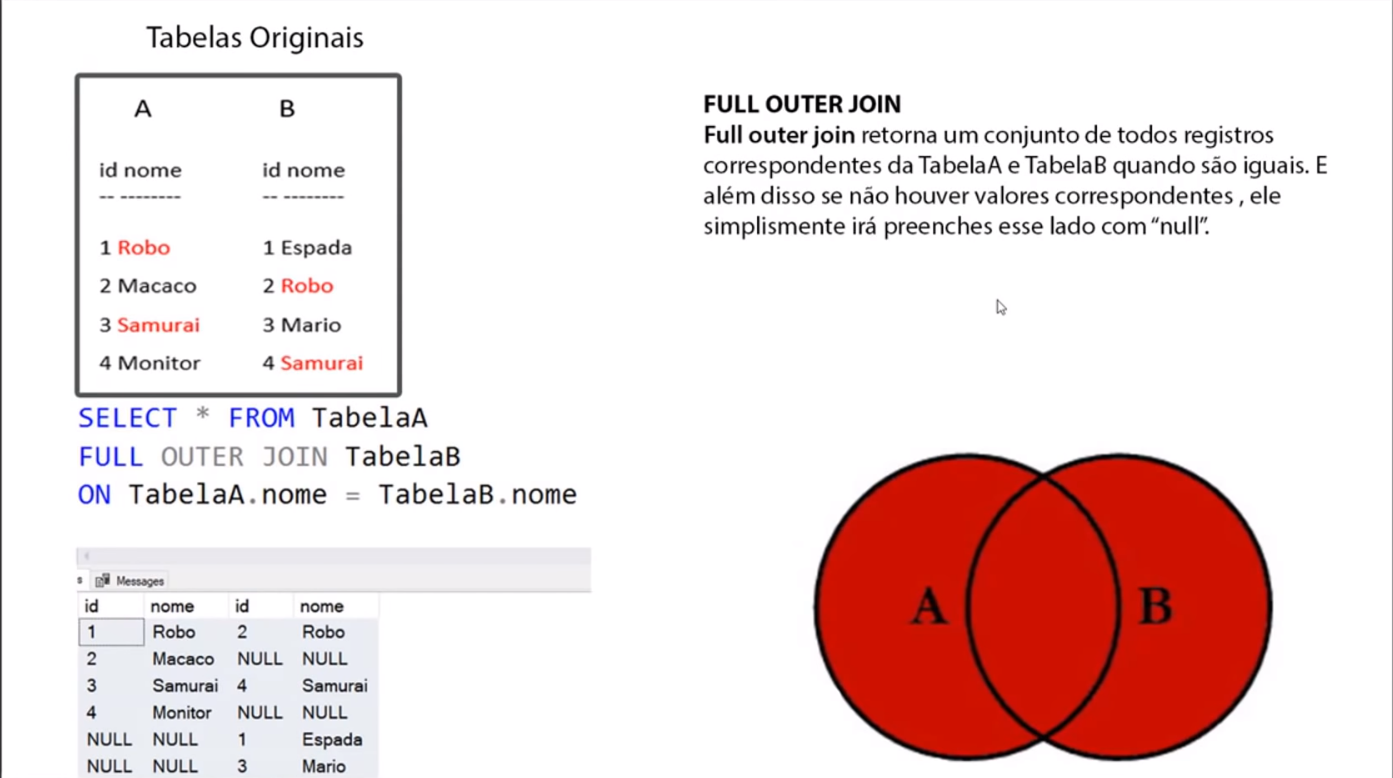 Tabelas Originais
A B
id nome id nome
-- -------- -- --------
1 Robo 1 Espada
2 Macaco 2 Robo
3 Samurai 3 Mario
4 Monitor 4 Samurai
SELECT * FROM TabelaA
FULL OUTER JOIN TabelaB
ON TabelaA.nome = TabelaB.nome
s Messages
id nome id nome
1 Robo 2 Robo
2 Macaco NULL NULL
3 Samurai 4 Samurai
4 Monitor NULL NULL
NULL NULL 1 Espada
NULL NULL 3 Mario
FULL OUTER JOIN
Full outer join retorna um conjunto de todos registros
correspondentes da TabelaA e TabelaB quando são iguais. E
além disso se não houver valores correspondentes , ele
simplismente irá preenches esse lado com “null”.
A B